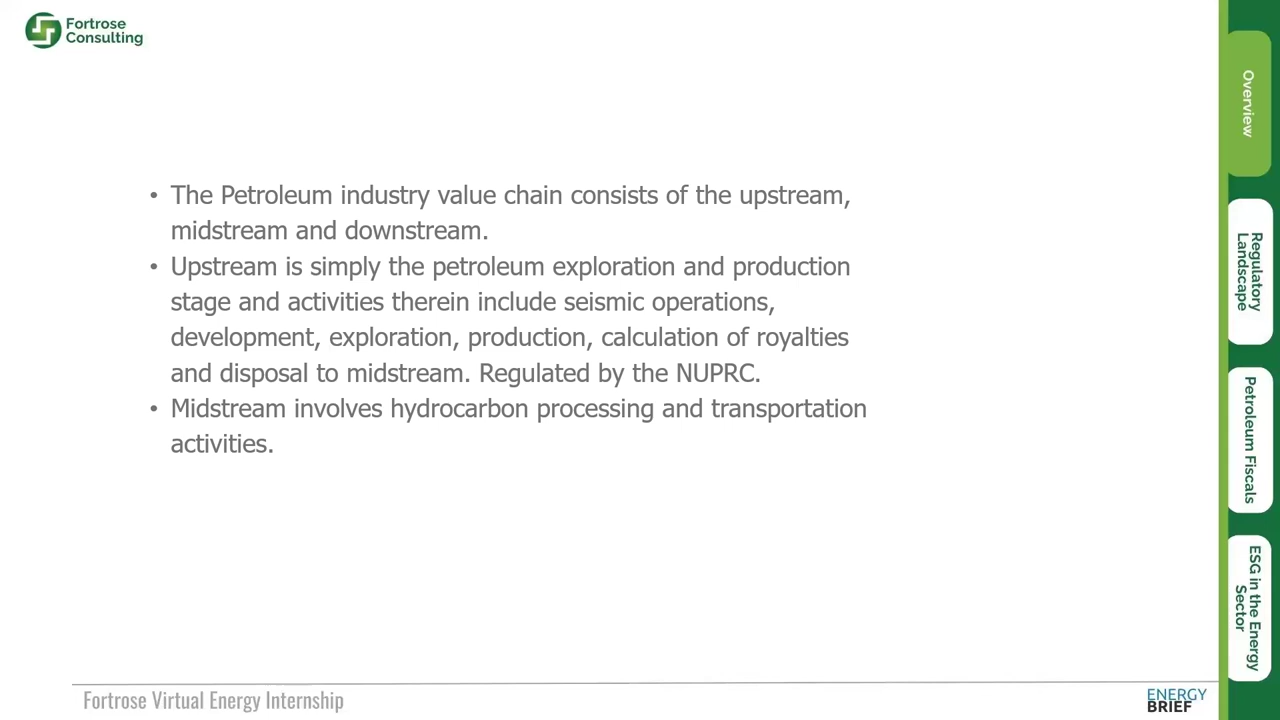 Fortrose
Consulting
• The Petroleum industry value chain consists of the upstream,
midstream and downstream.
• Upstream is simply the petroleum exploration and production
stage and activities therein include seismic operations,
development, exploration, production, calculation of royalties
and disposal to midstream. Regulated by the NUPRC.
• Midstream involves hydrocarbon processing and transportation
activities.
Overview
Regulatory
Landscape
Petroleum Fiscals
ESG in the Energy
Sector
Fortrose Virtual Energy Internship
ENERGY
BRIEF